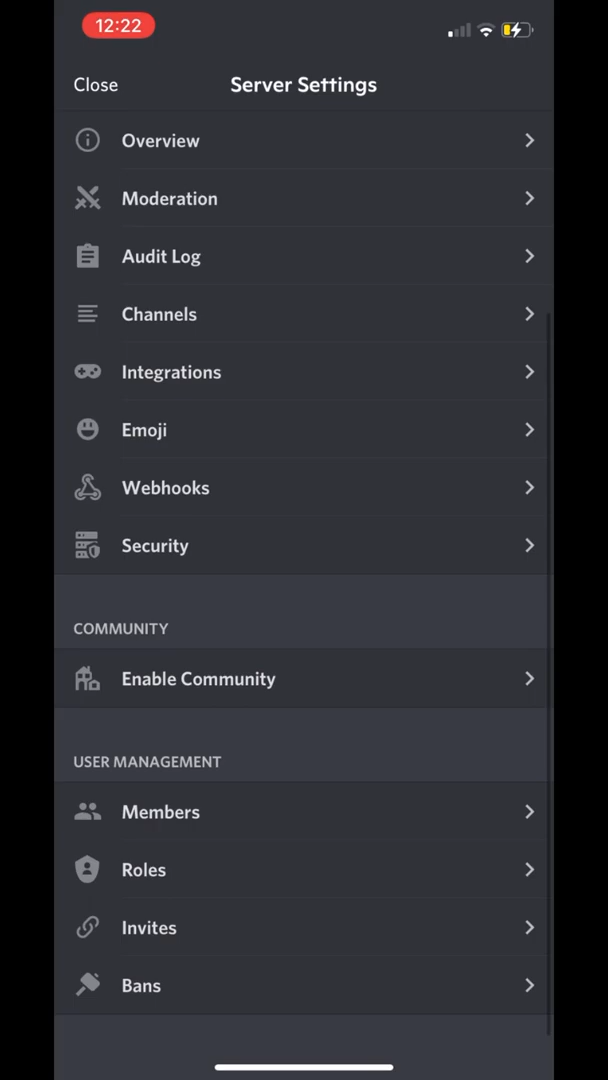 12:22
Close
Server Settings
Overview
Moderation
Audit Log
Channels
Integrations
Emoji
Webhooks
Security
COMMUNITY
Enable Community
USER MANAGEMENT
Members
Roles
Invites
Bans